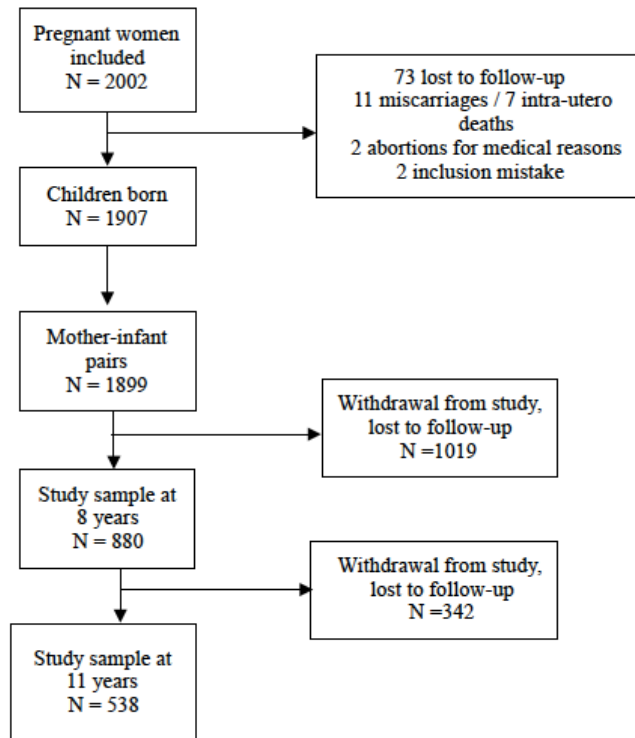 Pregnant women
included
N = 2002
73 lost to follow-up
11 miscarriages / 7 intra-utero
deaths
2 abortions for medical reasons
2 inclusion mistake
Children born
N = 1907
Mother-infant
pairs
N = 1899
Withdrawal from study,
lost to follow-up
N =1019
Study sample at
8 years
N = 880
Withdrawal from study,
lost to follow-up
N =342
Study sample at
11 years
N = 538